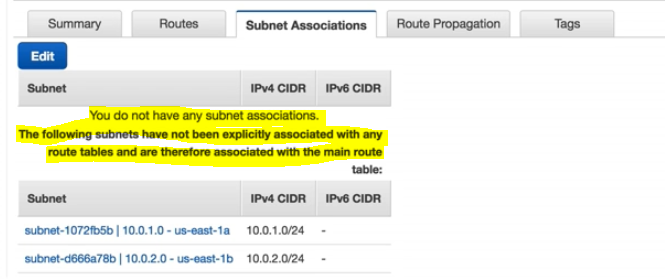 Summary Routes Subnet Associations Route Propagation Tags
Edit
Subnet IPv4 CIDR IPv6 CIDR
You do not have any subnet associations.
The following subnets have not been explicitly associated with any
route tables and are therefore associated with the main route
table:
Subnet IPv4 CIDR IPv6 CIDR
subnet-1072fb5b | 10.0.1.0 - us-east-1a 10.0.1.0/24 -
subnet-d666a78b | 10.0.2.0 - us-east-1b 10.0.2.0/24 -